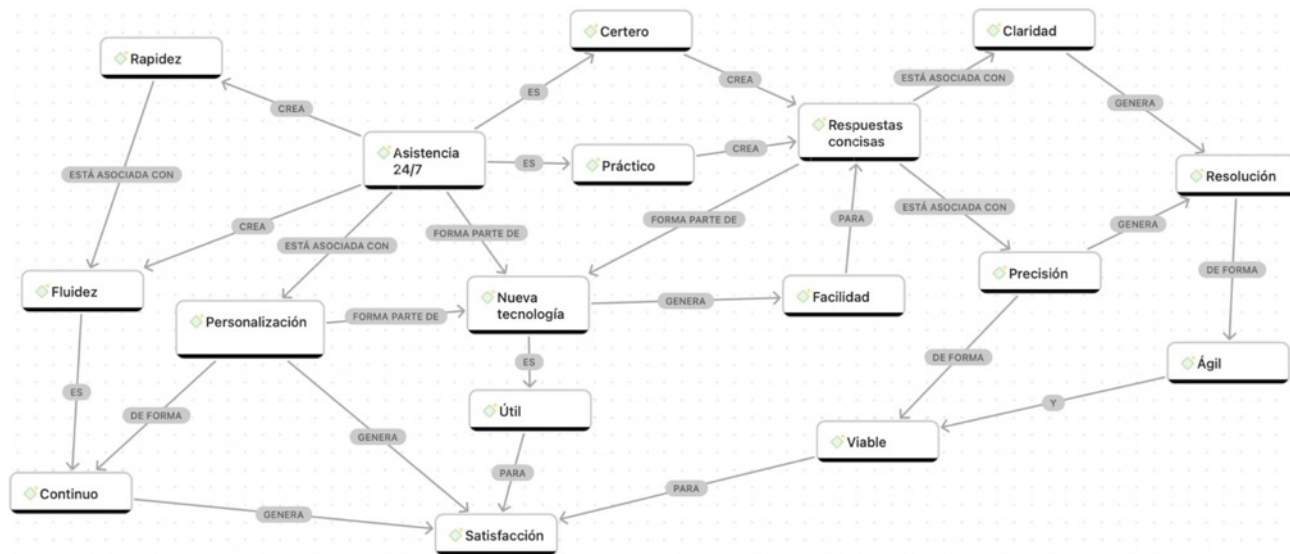 Certero
Claridad
Rapidez
ES
CREA
ESTÁ ASOCIADA CON
CREA
GENERA
Respuestas
concisas
Asistencia
24/7
ES
Práctico
CREA
ESTÁ ASOCIADA CON
Resolución
ESTÁ ASOCIADA CON
PARA
FORMA PARTE DE
GENERA
CREA
FORMA PARTE DE
ESTÁ ASOCIADA CON
Precisión
DE FORMA
Fluidez
Nueva
tecnología
GENERA
Facilidad
Personalización
FORMA PARTE DE
DE FORMA
ES
Ágil
ES
DE FORMA
Útil
Y
GENERA
Viable
PARA
Continuo
PARA
GENERA
Satisfacción